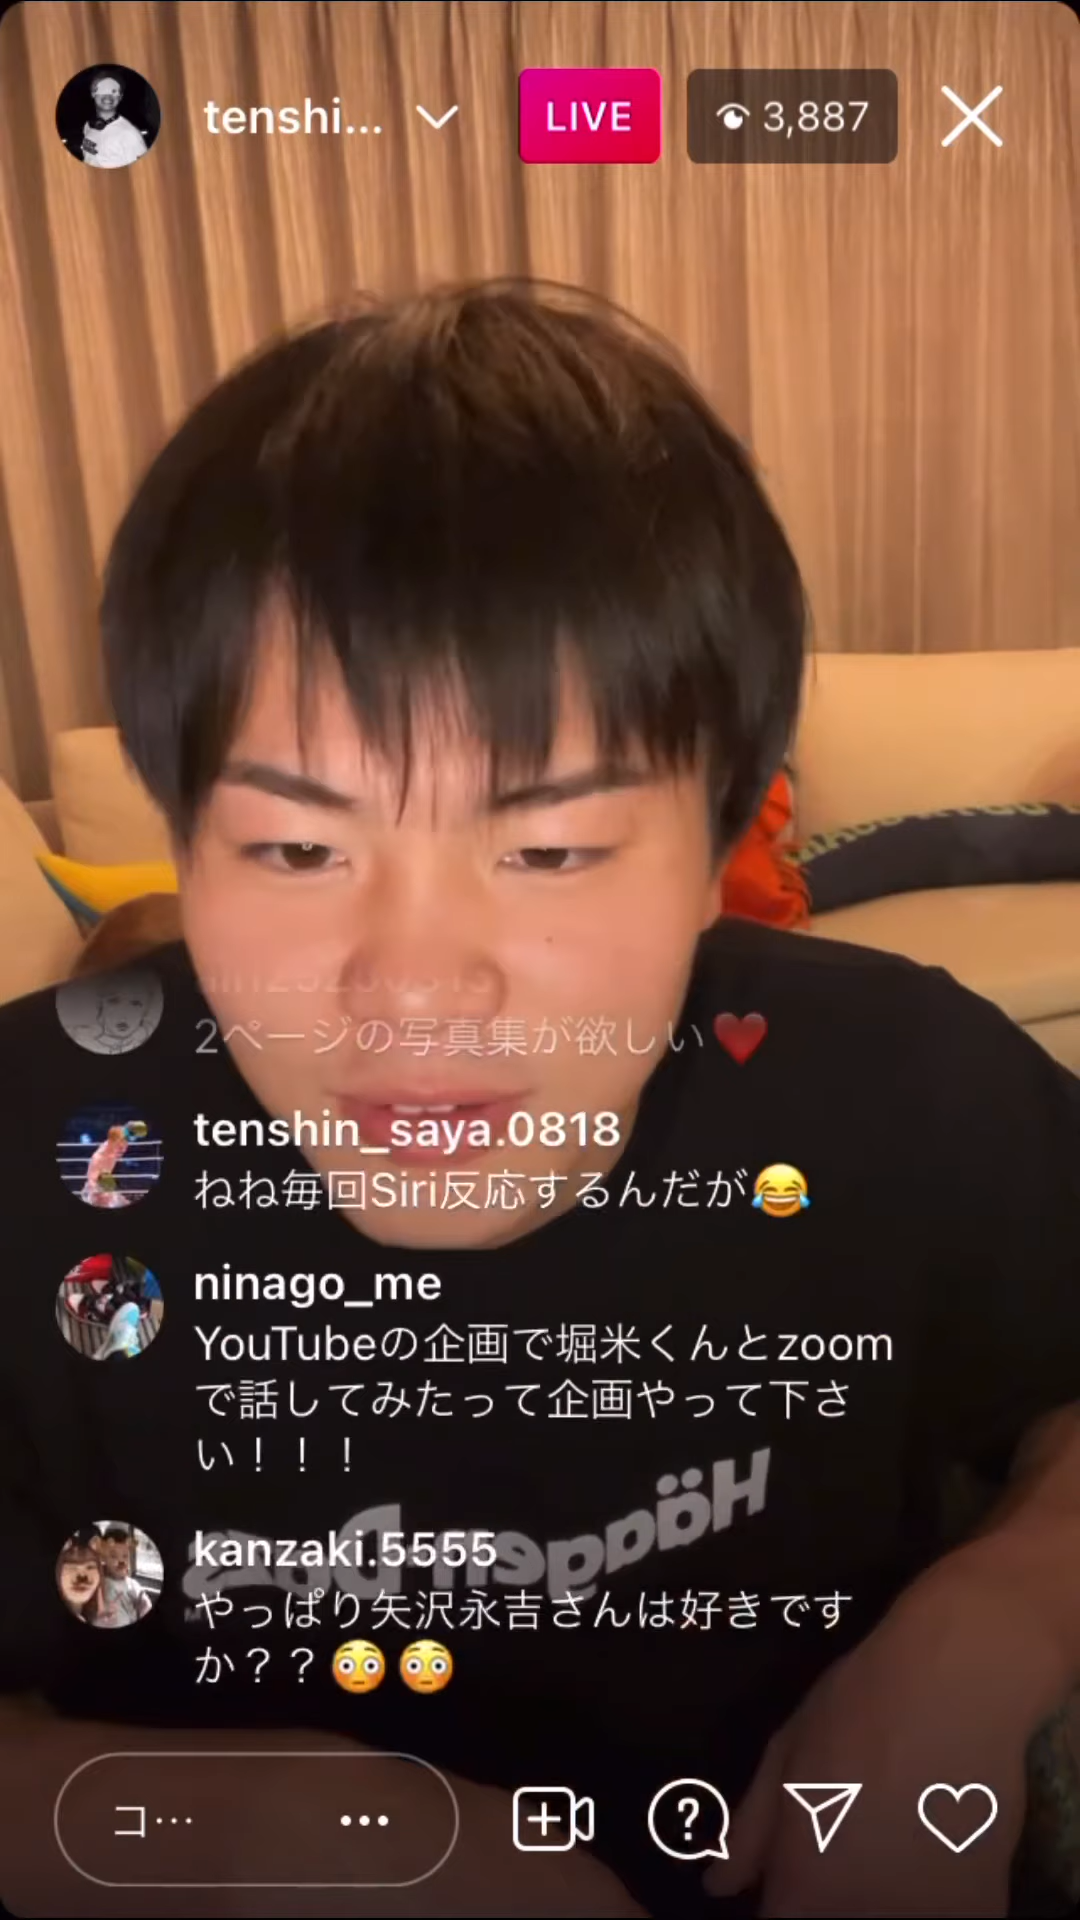 tenshi...
LIVE
3,887
2ページの写真集が欲しい❤️
tenshin_saya.0818
ねね毎回Siri反応するんだが😂
ninago_me
YouTubeの企画で堀米くんとzoom
で話してみたって企画やって下さ
い！！！
kanzaki.5555
やっぱり矢沢永吉さんは好きです
か？？😳😳
コ…